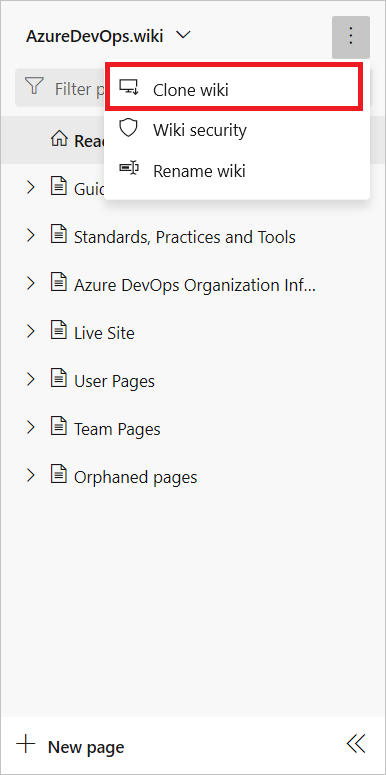 AzureDevOps.wiki
Filter
Clone wiki
Wiki security
Rename wiki
Standards, Practices and Tools
Azure DevOps Organization Inf...
Live Site
User Pages
Team Pages
Orphaned pages
New page